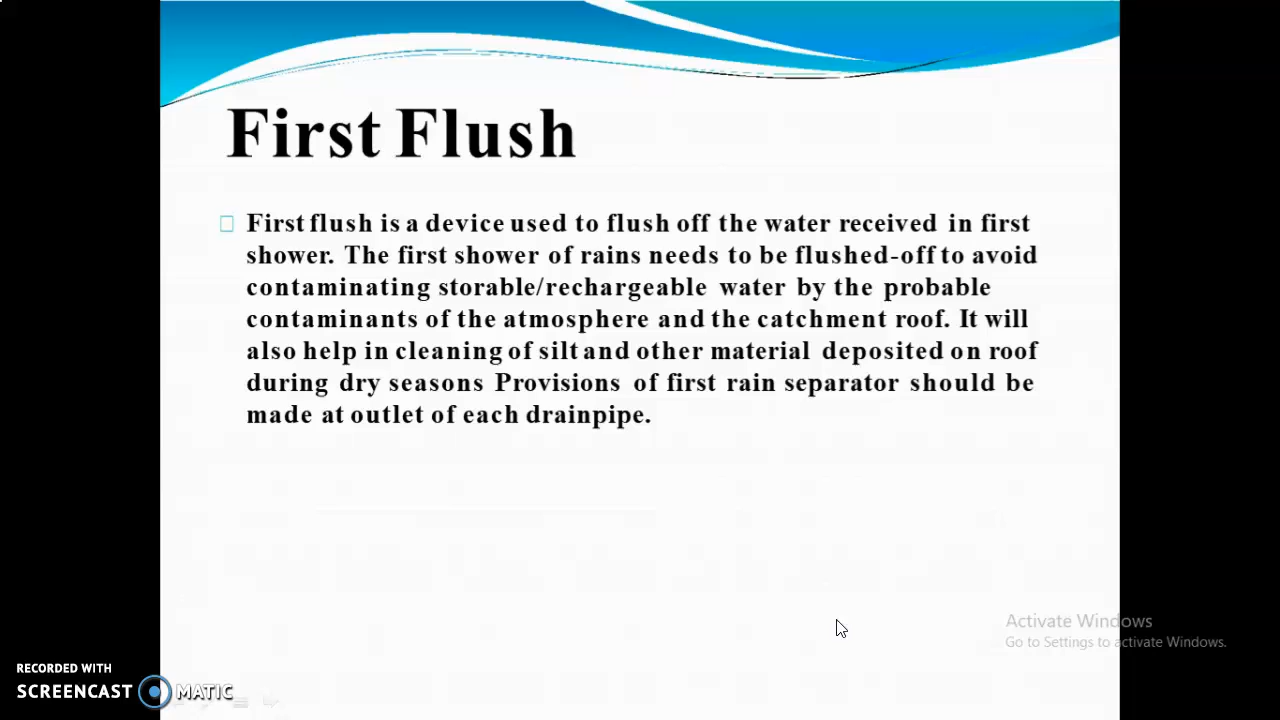 First Flush
First flush is a device used to flush off the water received in first
shower. The first shower of rains needs to be flushed-off to avoid
contaminating storable/rechargeable water by the probable
contaminants of the atmosphere and the catchment roof. It will
also help in cleaning of silt and other material deposited on roof
during dry seasons Provisions of first rain separator should be
made at outlet of each drainpipe.
Activate Windows
Go to Settings to activate Windows.
RECORDED WITH
SCREENCAST MATIC